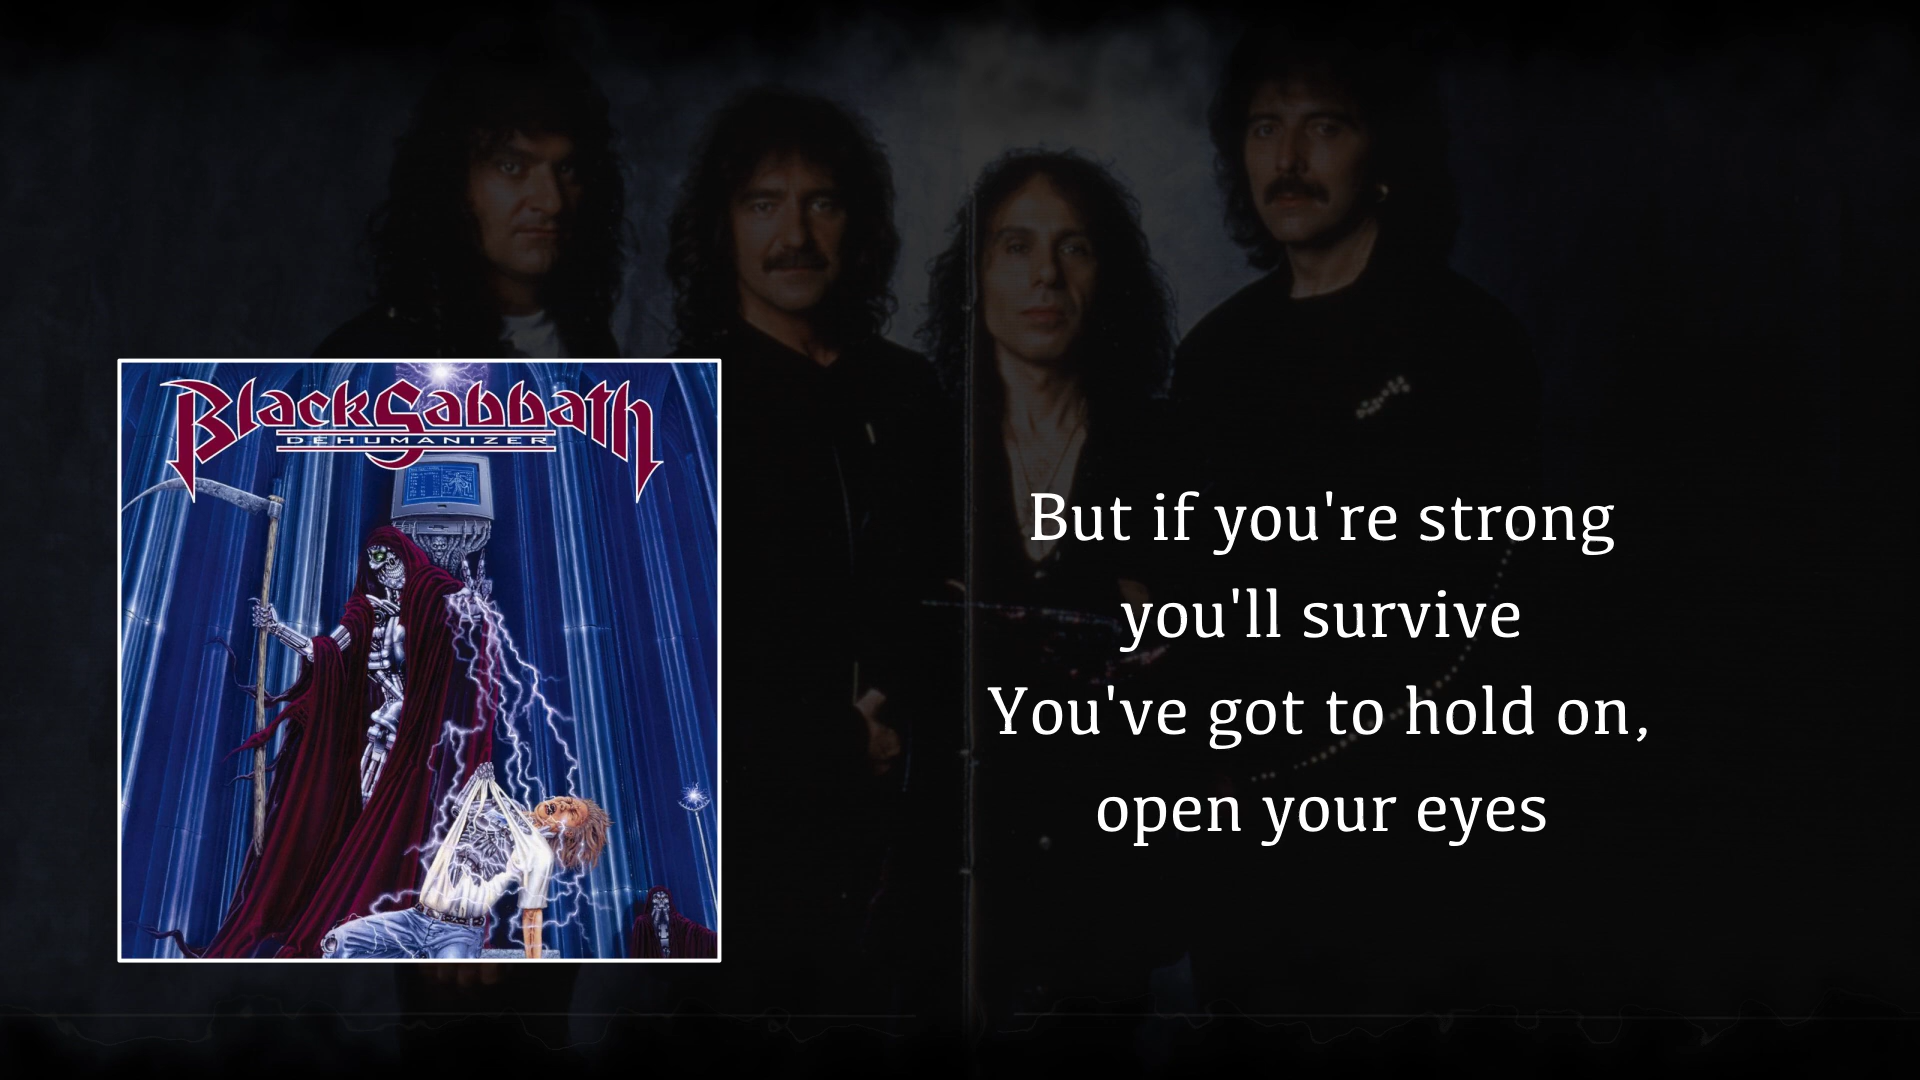 Black Sabbath
DEHUMANIZER
But if you're strong
you'll survive
You've got to hold on,
open your eyes